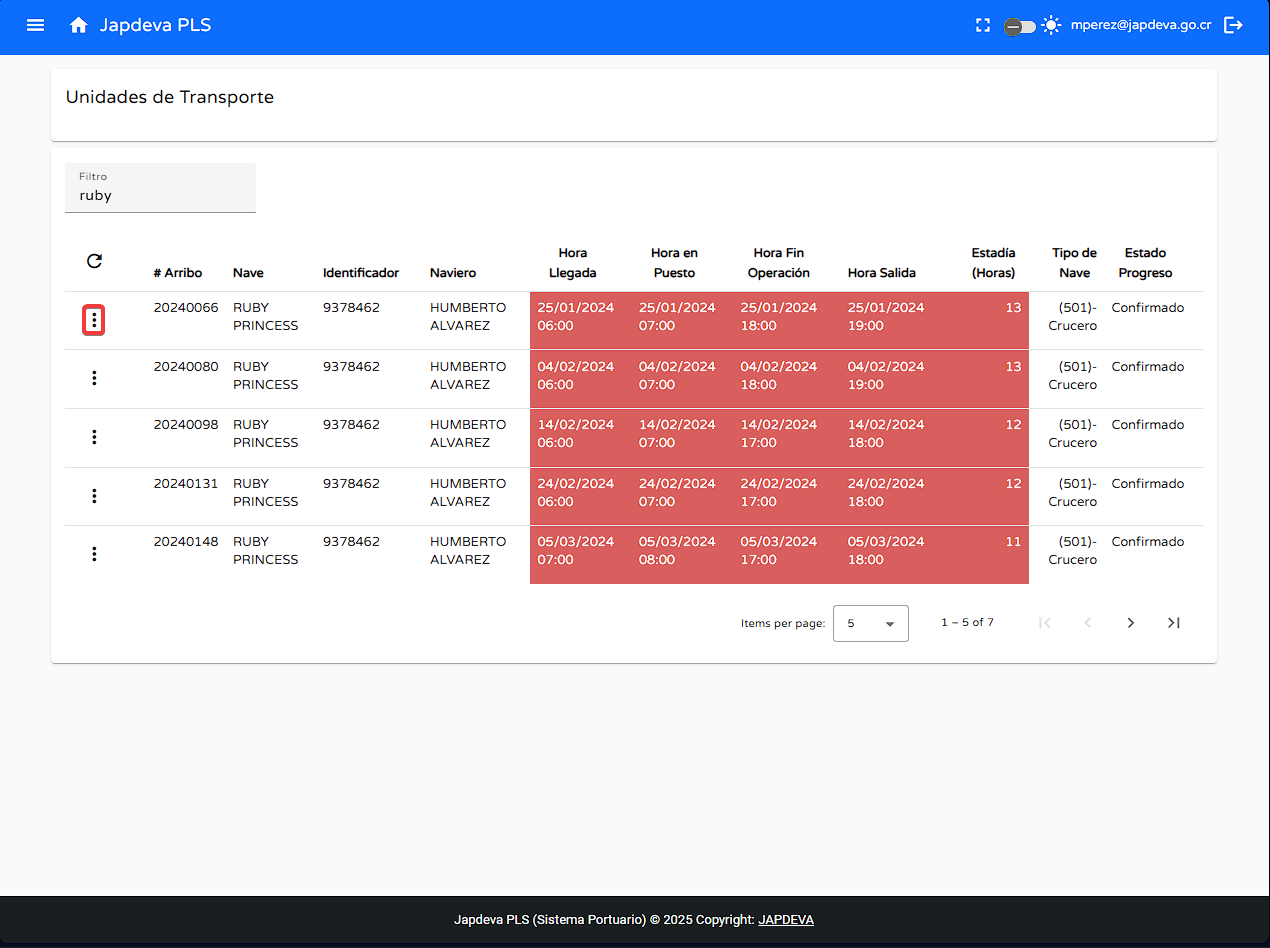 Japdeva PLS
mperez@japdeva.go.cr
Unidades de Transporte
Filtro
ruby
# Arribo Nave Identificador Naviero Hora Llegada Hora en Puesto Hora Fin Operación Hora Salida Estadía (Horas) Tipo de Nave Estado Progreso
20240066 RUBY PRINCESS 9378462 HUMBERTO ALVAREZ 25/01/2024 06:00 25/01/2024 07:00 25/01/2024 18:00 25/01/2024 19:00 13 (501)-Crucero Confirmado
20240080 RUBY PRINCESS 9378462 HUMBERTO ALVAREZ 04/02/2024 06:00 04/02/2024 07:00 04/02/2024 18:00 04/02/2024 19:00 13 (501)-Crucero Confirmado
20240098 RUBY PRINCESS 9378462 HUMBERTO ALVAREZ 14/02/2024 06:00 14/02/2024 07:00 14/02/2024 17:00 14/02/2024 18:00 12 (501)-Crucero Confirmado
20240131 RUBY PRINCESS 9378462 HUMBERTO ALVAREZ 24/02/2024 06:00 24/02/2024 07:00 24/02/2024 17:00 24/02/2024 18:00 12 (501)-Crucero Confirmado
20240148 RUBY PRINCESS 9378462 HUMBERTO ALVAREZ 05/03/2024 07:00 05/03/2024 08:00 05/03/2024 17:00 05/03/2024 18:00 11 (501)-Crucero Confirmado
Items per page: 5 1 – 5 of 7
Japdeva PLS (Sistema Portuario) © 2025 Copyright: JAPDEVA